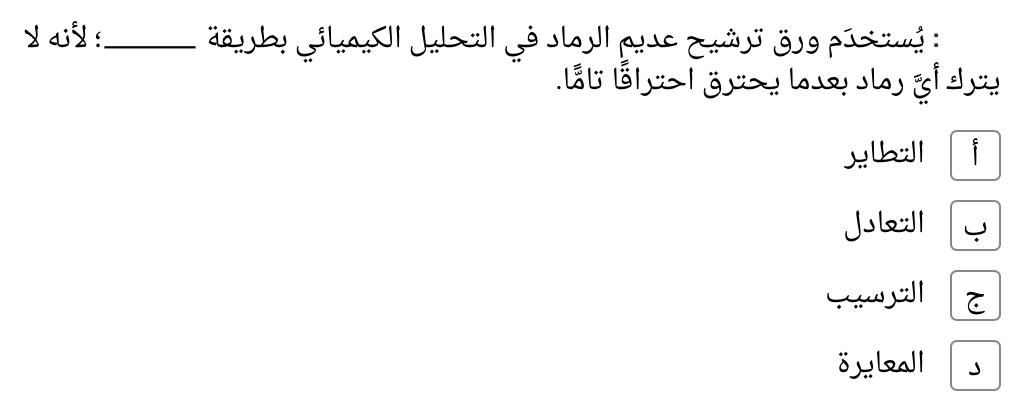 : يُستخدَم ورق ترشيح عديم الرماد في التحليل الكيميائي بطريقة ______؛ لأنه لا
يترك أيَّ رماد بعدما يحترق احتراقًا تامًّا.
أ التطاير
ب التعادل
ج الترسيب
د المعايرة